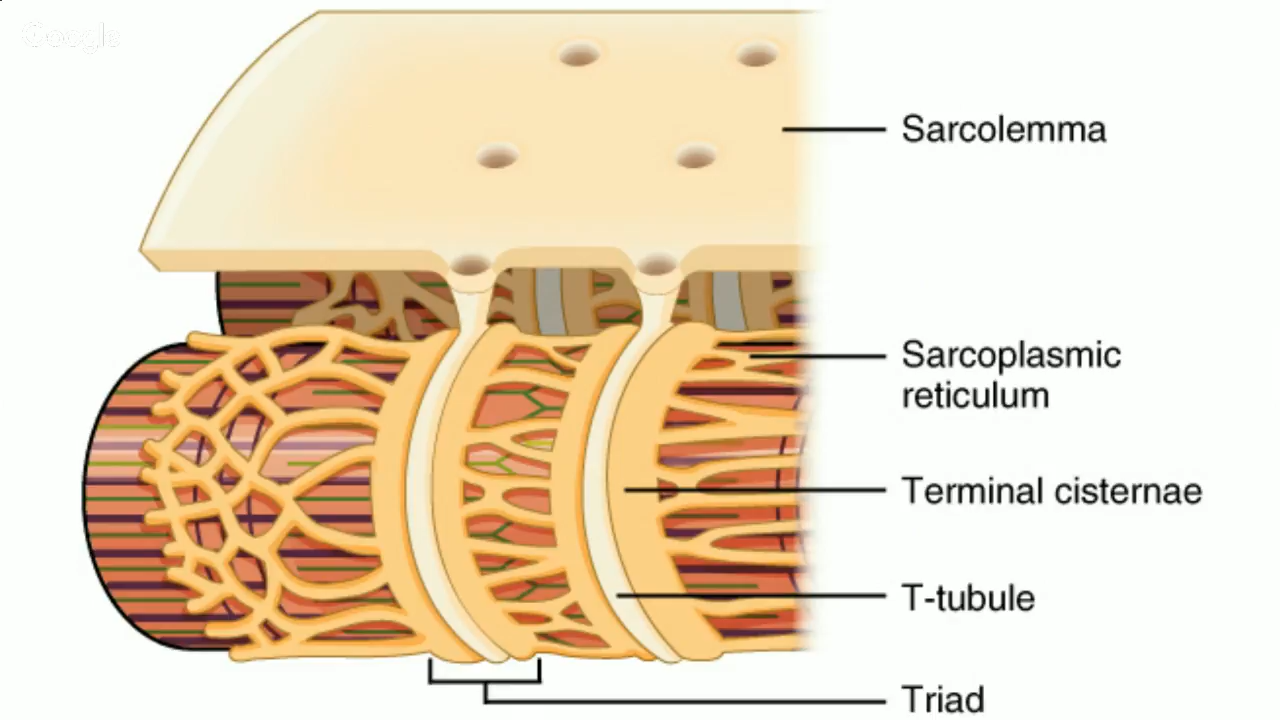 Google
Sarcolemma
Sarcoplasmic
reticulum
Terminal cisternae
T-tubule
Triad